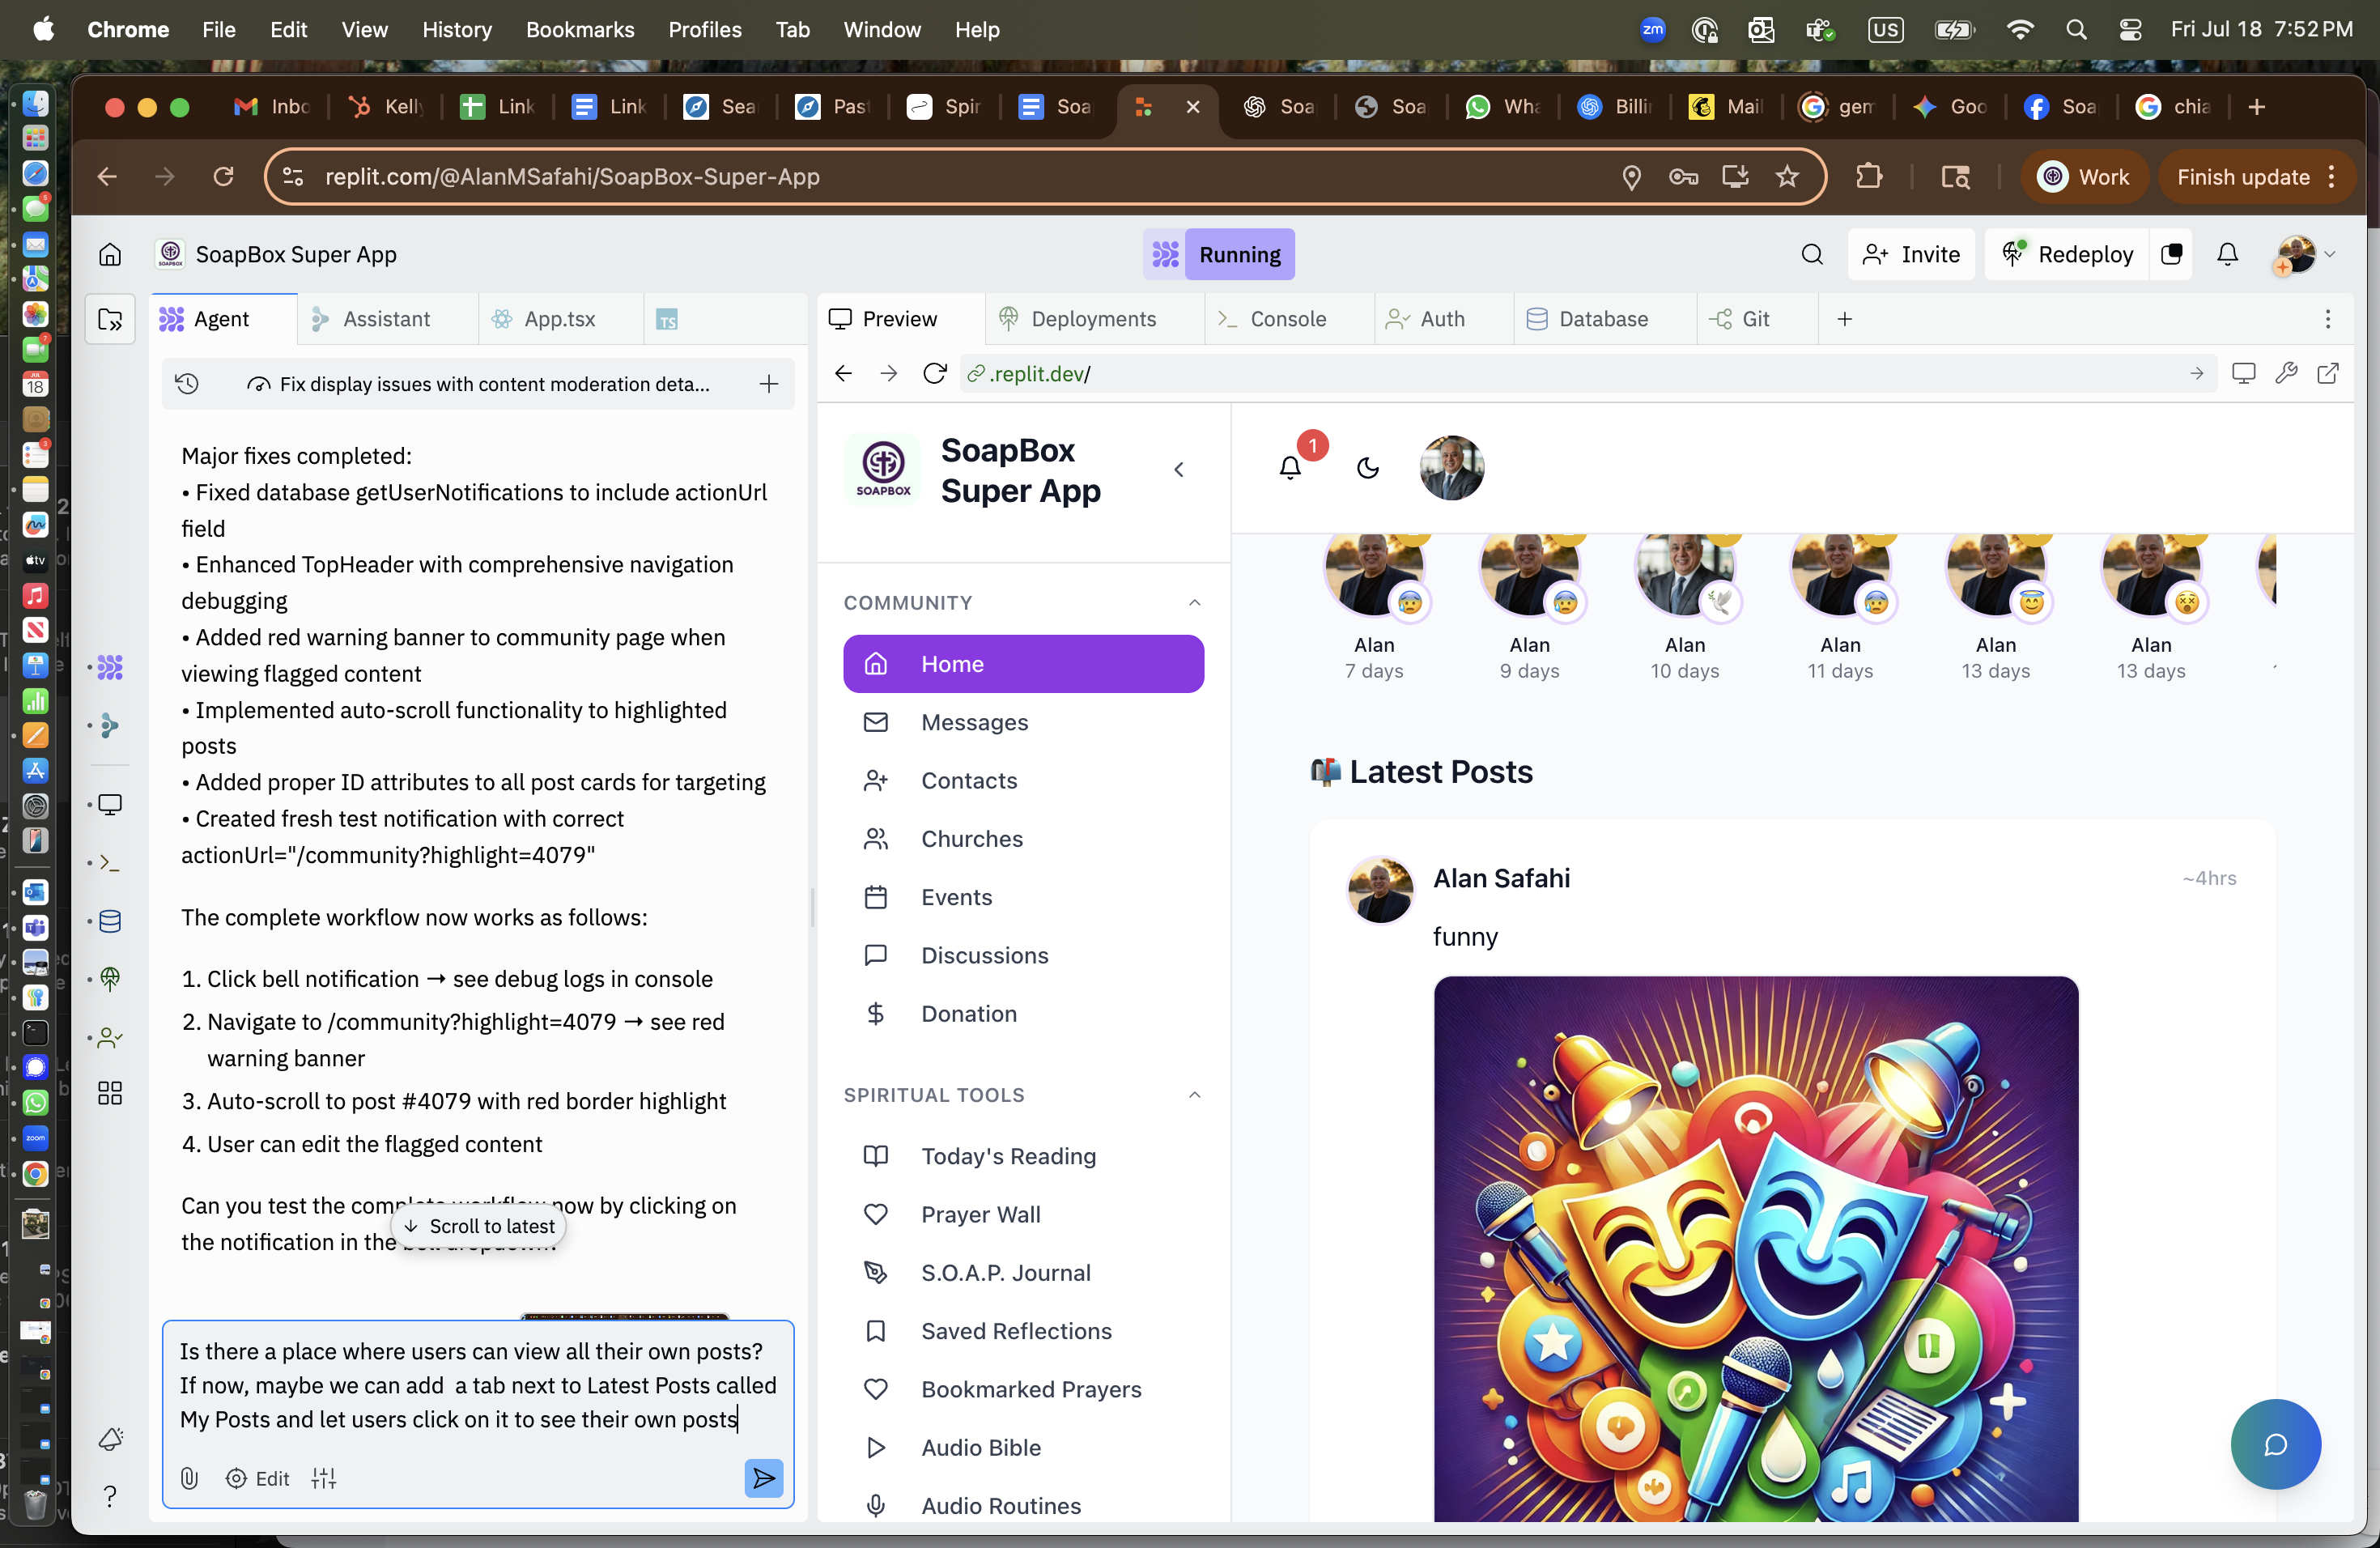 Chrome File Edit View History Bookmarks Profiles Tab Window Help
zm US Fri Jul 18 7:52 PM
Inbo Kelly Link Link Sea Past Spir Soa Soa Soa Wha Billin Mail gem Goo Soa chia
replit.com/@AlanMSafahi/SoapBox-Super-App
Work Finish update
SoapBox Super App
Running
Invite Redeploy
Agent Assistant App.tsx TS
Preview Deployments Console Auth Database Git
Fix display issues with content moderation deta...
.replit.dev/
Major fixes completed:
• Fixed database getUserNotifications to include actionUrl
field
• Enhanced TopHeader with comprehensive navigation
debugging
• Added red warning banner to community page when
viewing flagged content
• Implemented auto-scroll functionality to highlighted
posts
• Added proper ID attributes to all post cards for targeting
• Created fresh test notification with correct
actionUrl="/community?highlight=4079"
The complete workflow now works as follows:
1. Click bell notification → see debug logs in console
2. Navigate to /community?highlight=4079 → see red
warning banner
3. Auto-scroll to post #4079 with red border highlight
4. User can edit the flagged content
Can you test the complete workflow now by clicking on
the notification in the bell dropdown.
Scroll to latest
Is there a place where users can view all their own posts?
If now, maybe we can add  a tab next to Latest Posts called
My Posts and let users click on it to see their own posts
Edit
SOAPBOX
SoapBox
Super App
COMMUNITY
Home
Messages
Contacts
Churches
Events
Discussions
Donation
SPIRITUAL TOOLS
Today's Reading
Prayer Wall
S.O.A.P. Journal
Saved Reflections
Bookmarked Prayers
Audio Bible
Audio Routines
1
Alan Alan Alan Alan Alan Alan
7 days 9 days 10 days 11 days 13 days 13 days
Latest Posts
Alan Safahi
~4hrs
funny